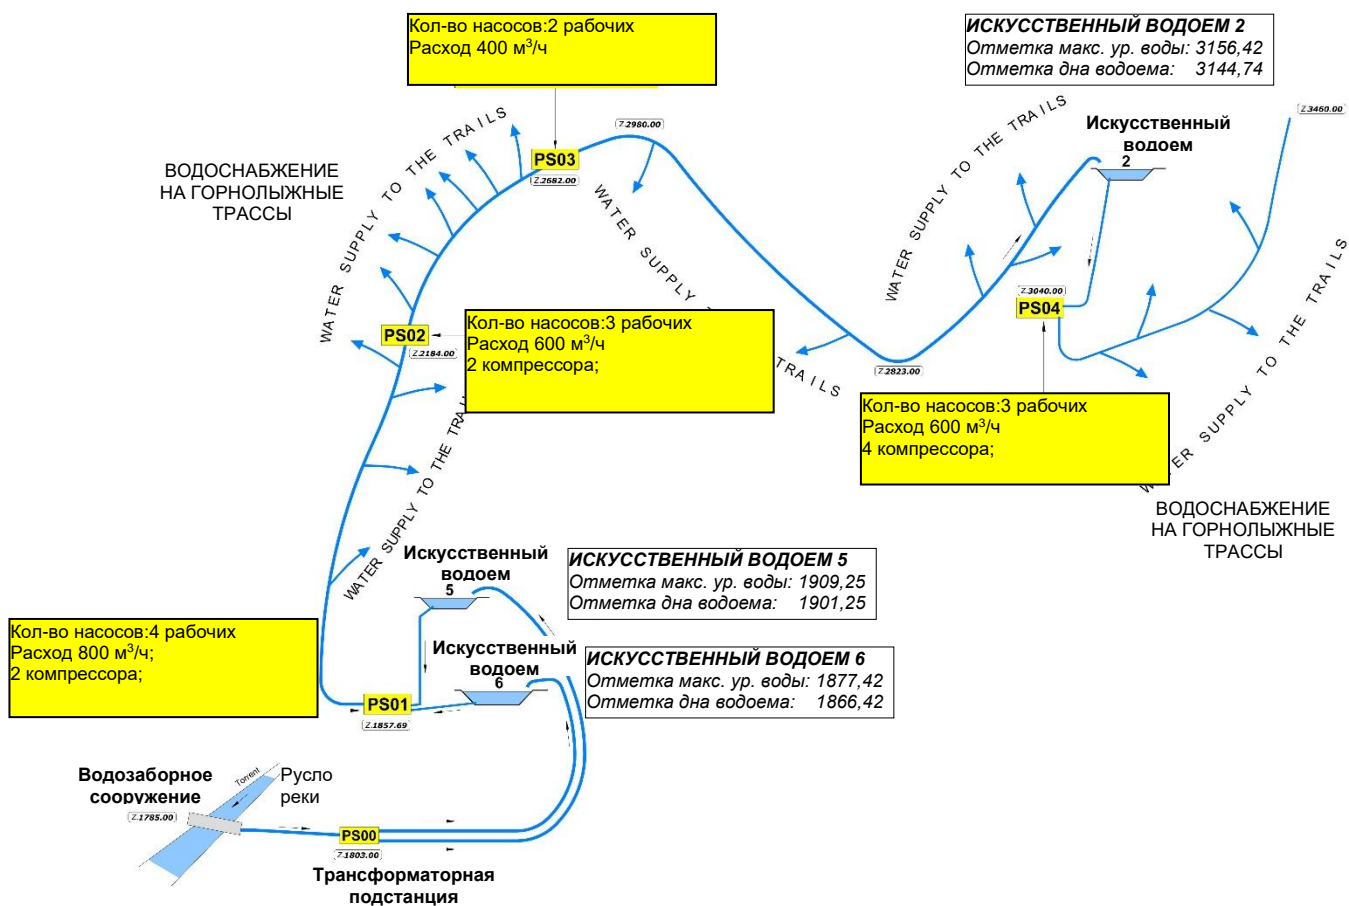 Кол-во насосов:2 рабочих
Расход 400 м³/ч
ИСКУССТВЕННЫЙ ВОДОЕМ 2
Отметка макс. ур. воды: 3156,42
Отметка дна водоема: 3144,74
Z.3460.00
Z.2980.00
Искусственный
водоем
2
WATER SUPPLY TO THE TRAILS
PS03
Z.2682.00
ВОДОСНАБЖЕНИЕ
НА ГОРНОЛЫЖНЫЕ
ТРАССЫ
WATER SUPPLY
TRAILS
WATER SUPPLY TO THE TRAILS
Z.3040.00
PS04
PS02
Z.2184.00
Кол-во насосов:3 рабочих
Расход 600 м³/ч
2 компрессора;
Z.2823.00
Кол-во насосов:3 рабочих
Расход 600 м³/ч
4 компрессора;
SUPPLY TO THE TRAILS
ВОДОСНАБЖЕНИЕ
НА ГОРНОЛЫЖНЫЕ
ТРАССЫ
WATER SUPPLY TO THE
Искусственный
водоем
5
ИСКУССТВЕННЫЙ ВОДОЕМ 5
Отметка макс. ур. воды: 1909,25
Отметка дна водоема: 1901,25
Кол-во насосов:4 рабочих
Расход 800 м³/ч;
2 компрессора;
Искусственный
водоем
6
ИСКУССТВЕННЫЙ ВОДОЕМ 6
Отметка макс. ур. воды: 1877,42
Отметка дна водоема: 1866,42
PS01
Z.1857.69
Водозаборное
сооружение
Z.1785.00
Torrent
Русло
реки
PS00
Z.1803.00
Трансформаторная
подстанция